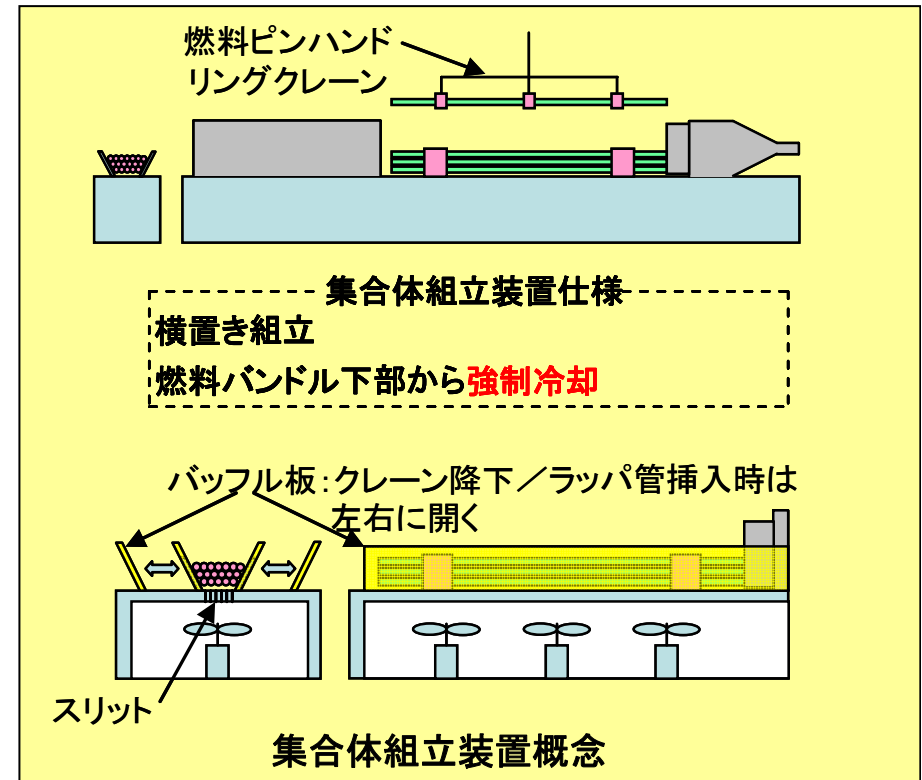 燃料ピンハンド
リングクレーン
集合体組立装置仕様
横置き組立
燃料バンドル下部から強制冷却
バッフル板：クレーン降下／ラッパ管挿入時は
左右に開く
スリット
集合体組立装置概念